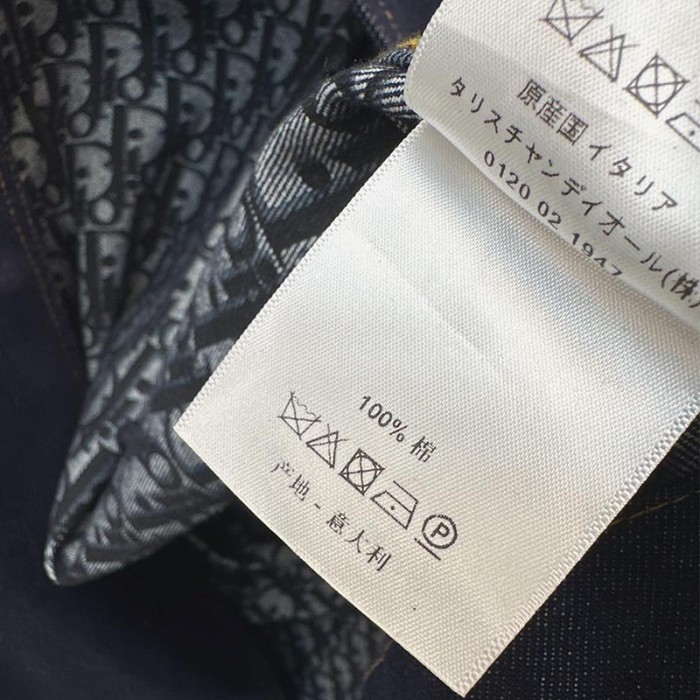 原産国 イタリア
タリスチャンディオール(株)
0120 02 1947
100% 棉
P
产地 - 意大利